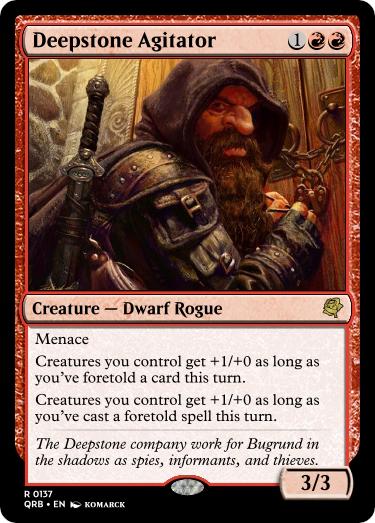 Deepstone Agitator 1
Creature — Dwarf Rogue
Menace
Creatures you control get +1/+0 as long as
you've foretold a card this turn.
Creatures you control get +1/+0 as long as
you've cast a foretold spell this turn.
The Deepstone company work for Bugrund in
the shadows as spies, informants, and thieves.
3/3
R 0137
QRB • EN KOMARCK